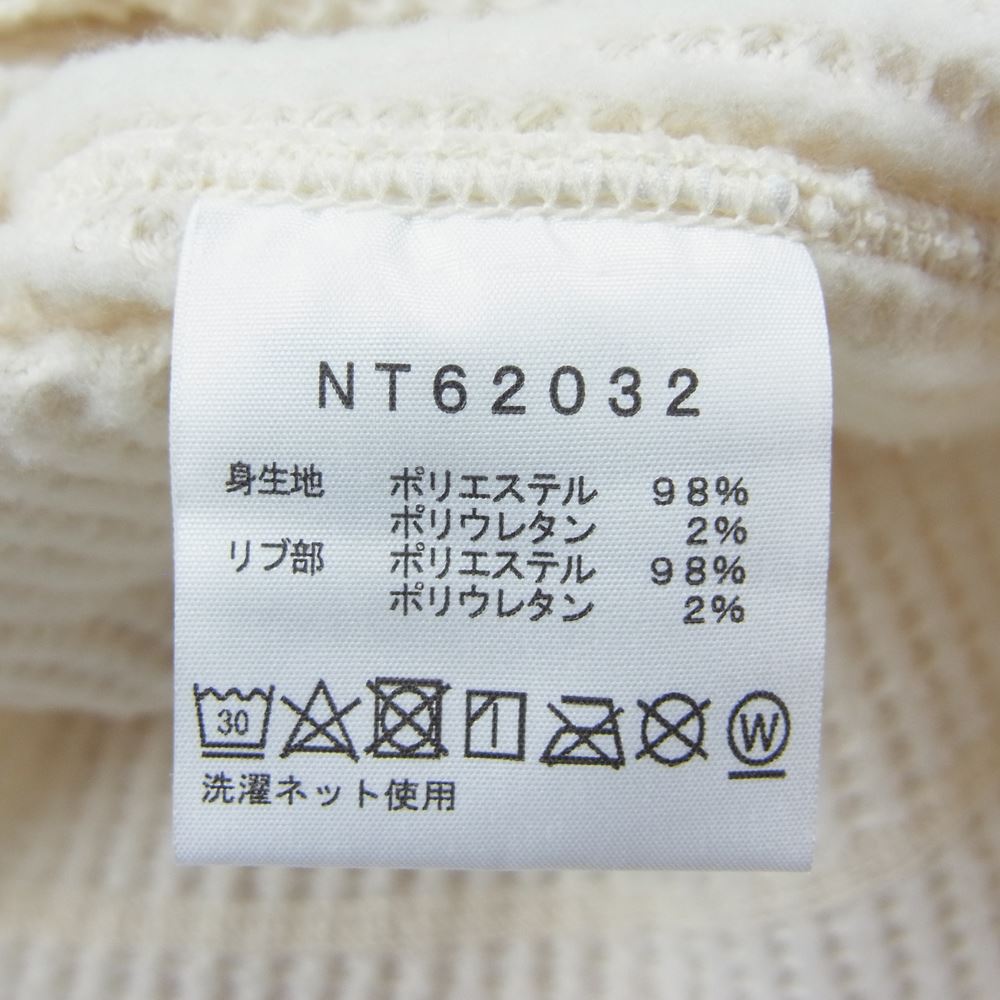 NT62032
身生地 ポリエステル 98%
ポリウレタン 2%
リブ部 ポリエステル 98%
ポリウレタン 2%
30 W
洗濯ネット使用